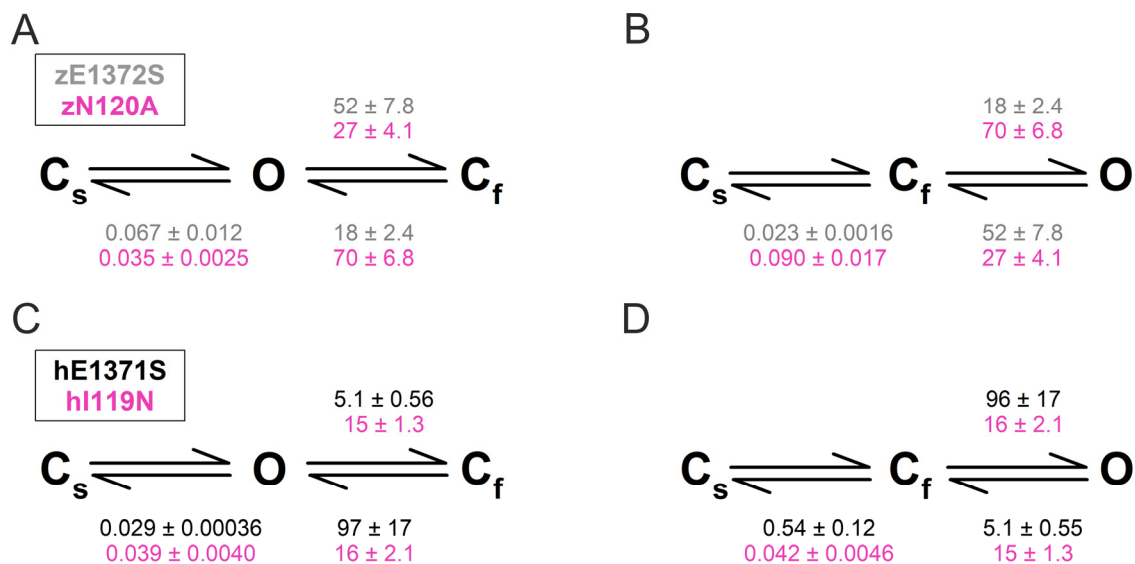 A
zE1372S
zN120A
52 ± 7.8
27 ± 4.1
Cs O Cf
0.067 ± 0.012 18 ± 2.4
0.035 ± 0.0025 70 ± 6.8
B
18 ± 2.4
70 ± 6.8
Cs Cf O
0.023 ± 0.0016 52 ± 7.8
0.090 ± 0.017 27 ± 4.1
C
hE1371S
hI119N
5.1 ± 0.56
15 ± 1.3
Cs O Cf
0.029 ± 0.00036 97 ± 17
0.039 ± 0.0040 16 ± 2.1
D
96 ± 17
16 ± 2.1
Cs Cf O
0.54 ± 0.12 5.1 ± 0.55
0.042 ± 0.0046 15 ± 1.3